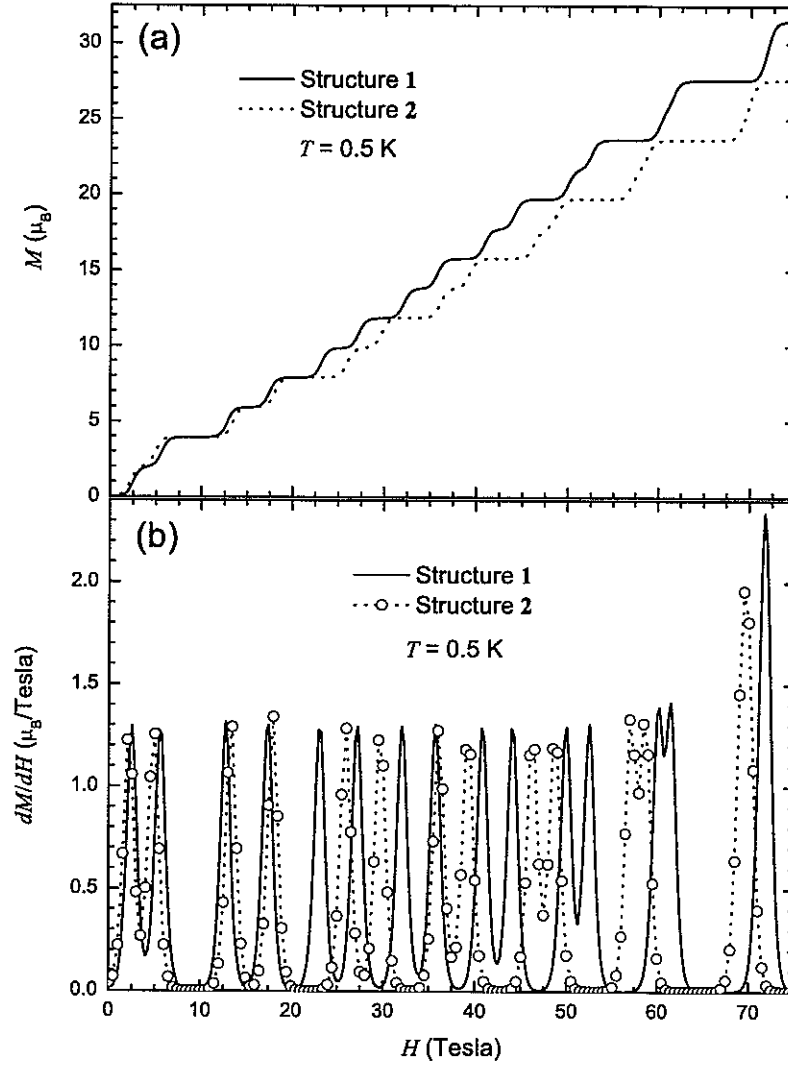 (a)
Structure 1
Structure 2
T = 0.5 K
30
25
20
15
10
5
0
M (μB)
(b)
Structure 1
Structure 2
T = 0.5 K
2.0
1.5
1.0
0.5
0.0
dM/dH (μB/Tesla)
0 10 20 30 40 50 60 70
H (Tesla)